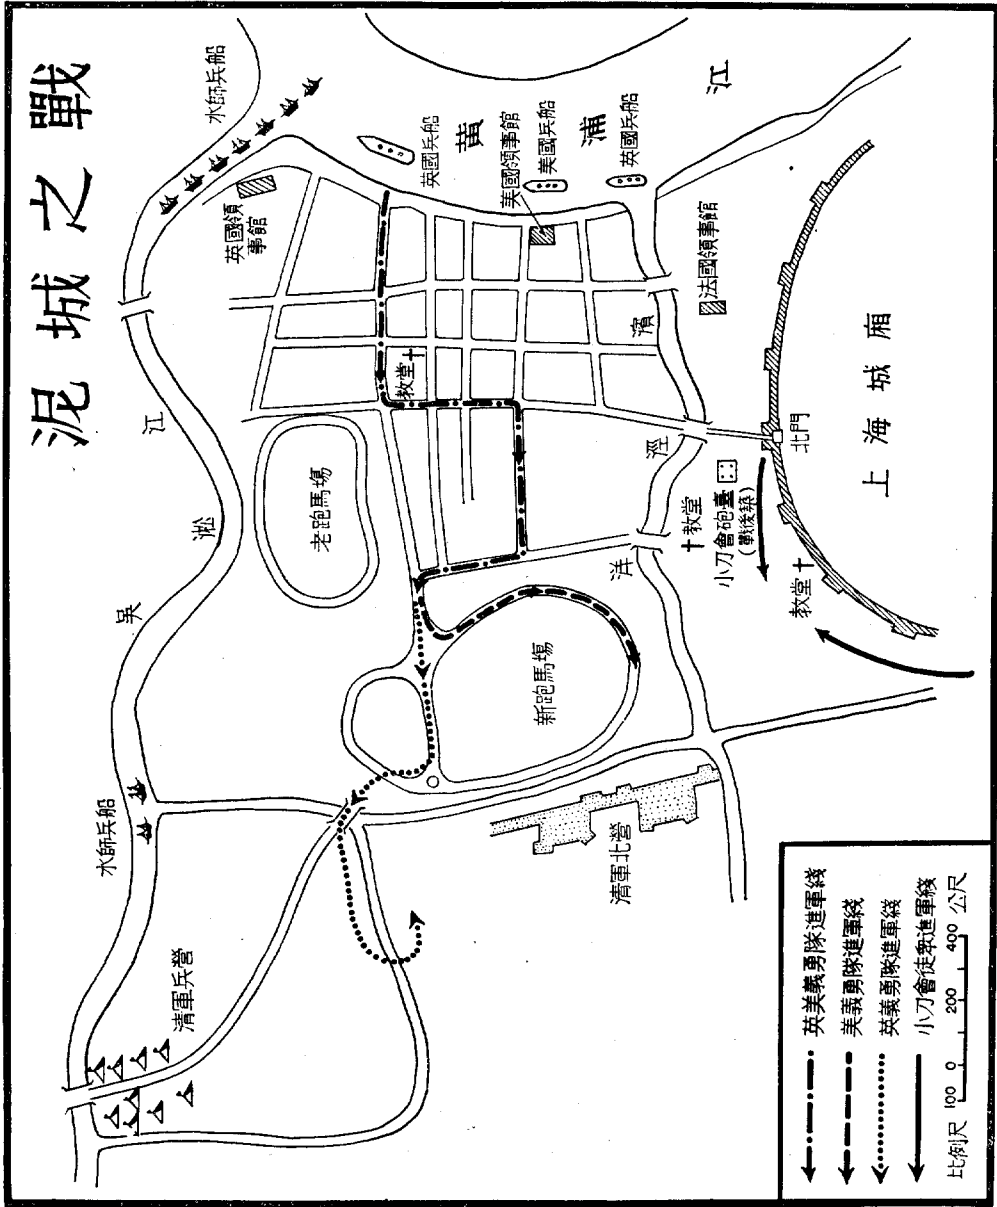 泥城之戰
水師兵船
黃浦江
英國兵船
英國領
事館
美國領事館
美國兵船
英國兵船
法國領事館
吳淞江
教堂
老跑馬場
新跑馬場
洋涇濱
教堂
小刀會砲臺
(戰後築)
北門
上海城廂
教堂
水師兵船
清軍兵營
清軍北營
英美義勇隊進軍綫
美義勇隊進軍綫
英義勇隊進軍綫
小刀會徒眾進軍綫
比例尺 100 0 200 400 公尺